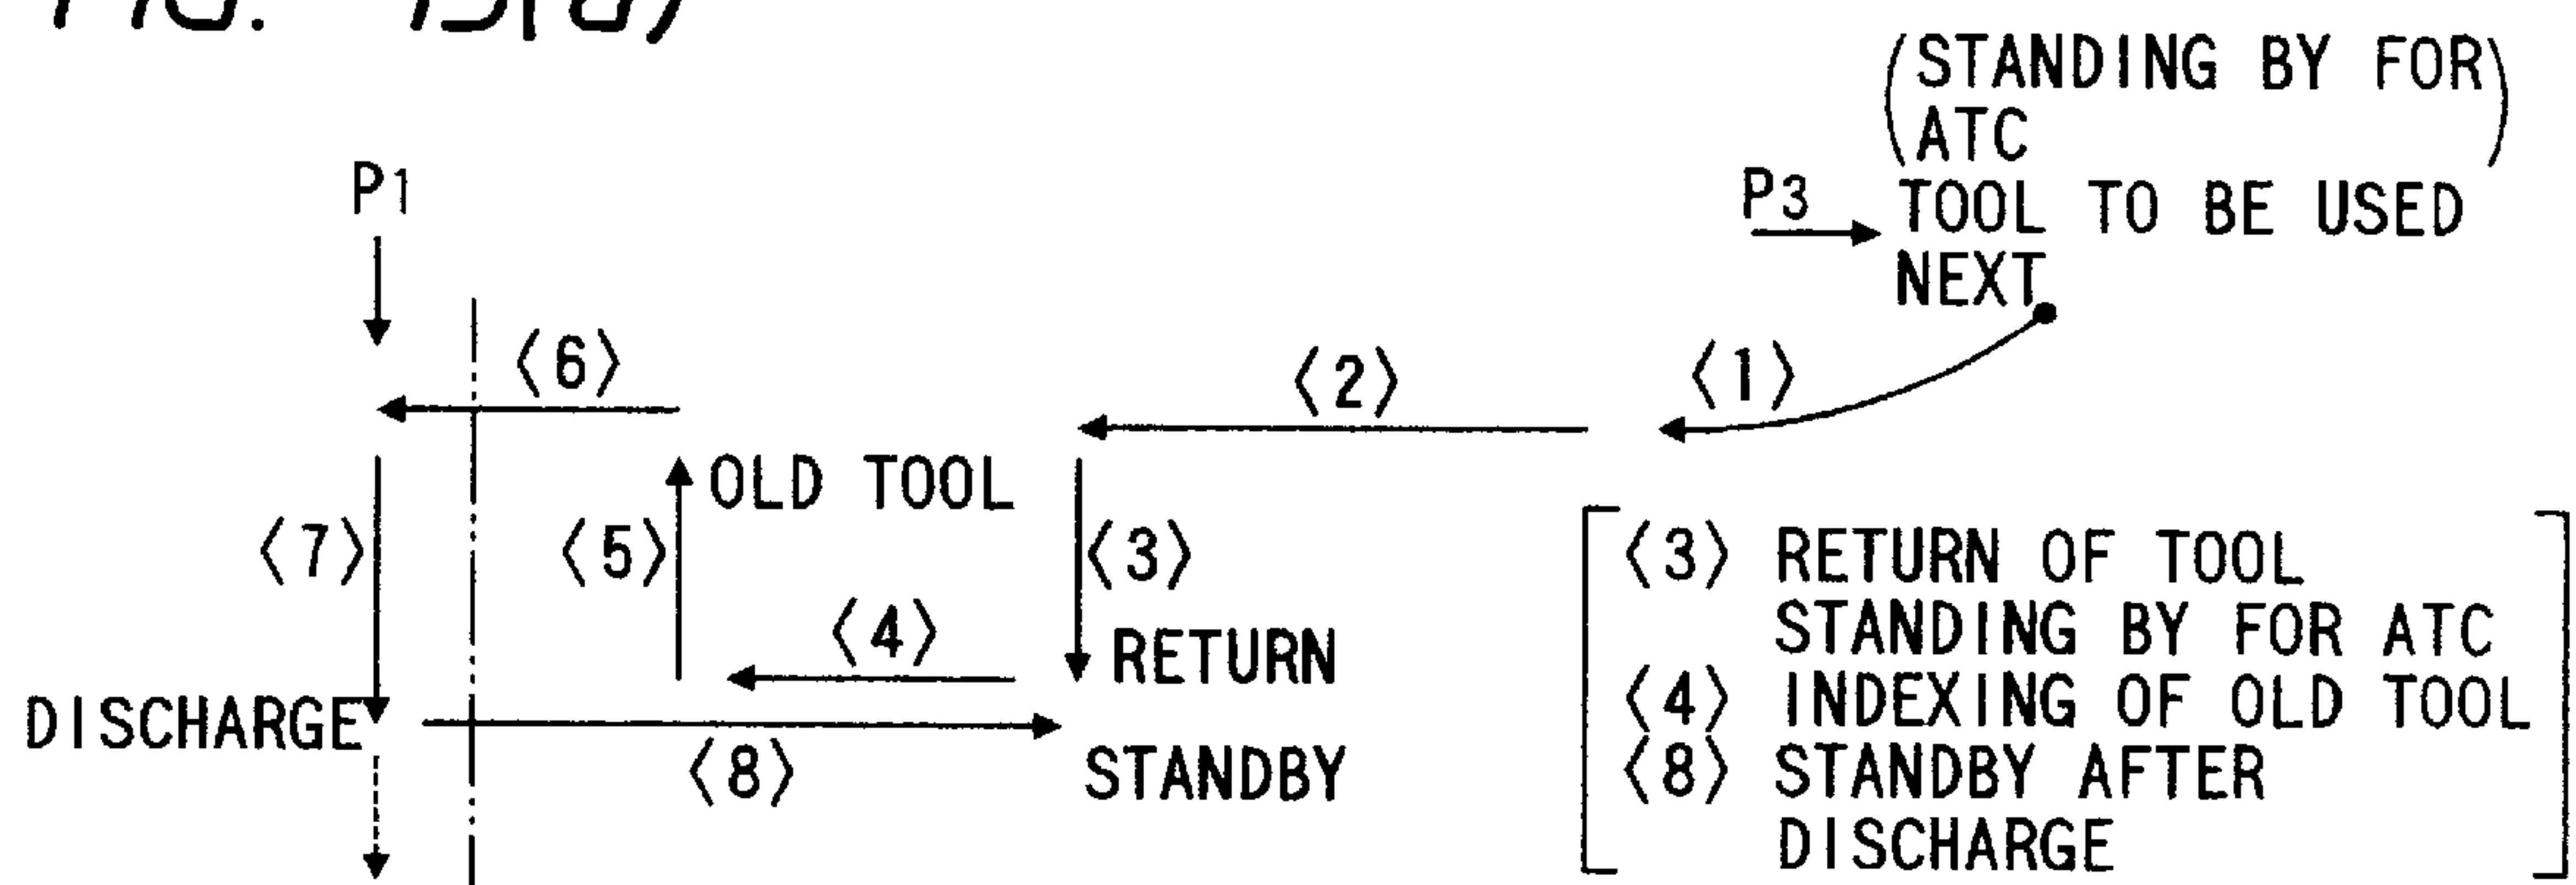 (STANDING BY FOR
ATC)
P1
P3
TOOL TO BE USED
NEXT
〈6〉
〈2〉
〈1〉
OLD TOOL
〈7〉
〈5〉
〈3〉
〈4〉
RETURN
DISCHARGE
〈8〉
STANDBY
[〈3〉 RETURN OF TOOL
STANDING BY FOR ATC
〈4〉 INDEXING OF OLD TOOL
〈8〉 STANDBY AFTER
DISCHARGE]